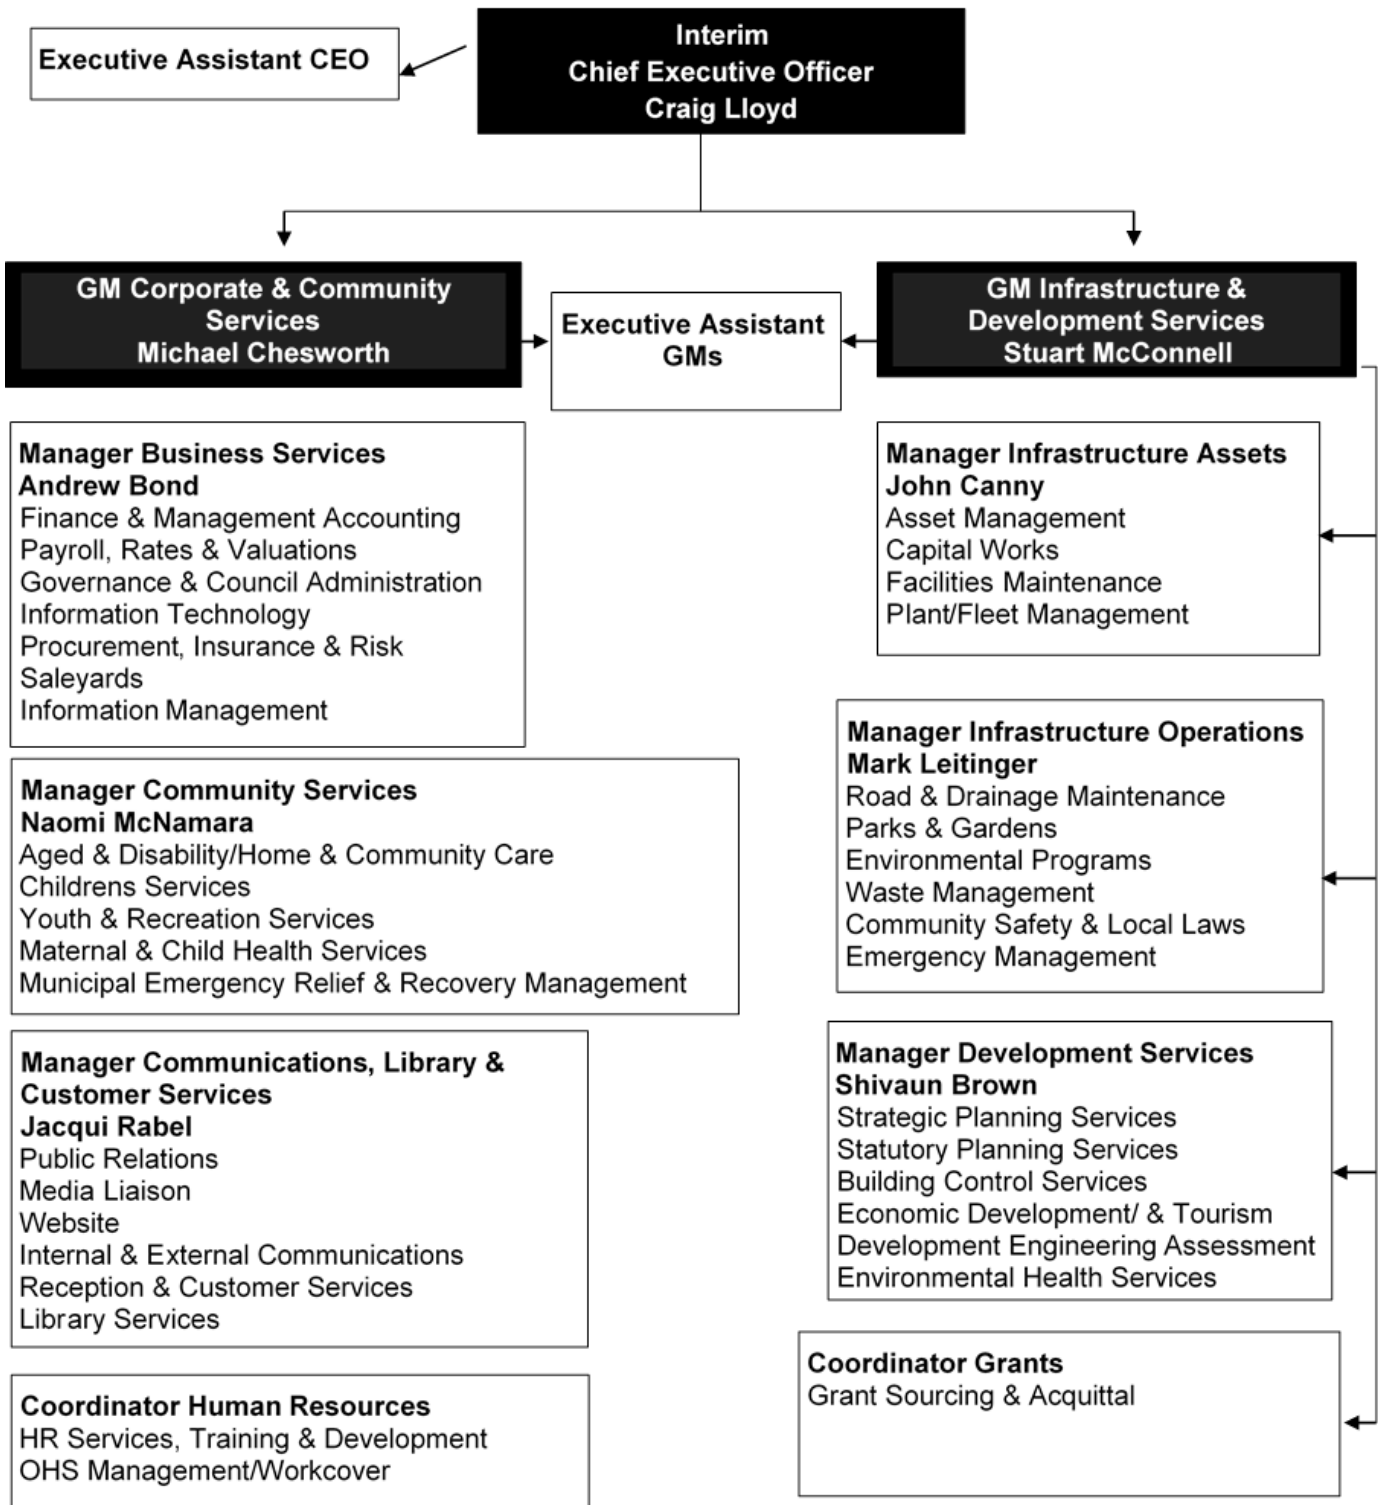 Executive Assistant CEO
Interim
Chief Executive Officer
Craig Lloyd
GM Corporate & Community
Services
Michael Chesworth
Executive Assistant
GMs
GM Infrastructure &
Development Services
Stuart McConnell
Manager Business Services
Andrew Bond
Finance & Management Accounting
Payroll, Rates & Valuations
Governance & Council Administration
Information Technology
Procurement, Insurance & Risk
Saleyards
Information Management
Manager Community Services
Naomi McNamara
Aged & Disability/Home & Community Care
Childrens Services
Youth & Recreation Services
Maternal & Child Health Services
Municipal Emergency Relief & Recovery Management
Manager Communications, Library &
Customer Services
Jacqui Rabel
Public Relations
Media Liaison
Website
Internal & External Communications
Reception & Customer Services
Library Services
Coordinator Human Resources
HR Services, Training & Development
OHS Management/Workcover
Manager Infrastructure Assets
John Canny
Asset Management
Capital Works
Facilities Maintenance
Plant/Fleet Management
Manager Infrastructure Operations
Mark Leitinger
Road & Drainage Maintenance
Parks & Gardens
Environmental Programs
Waste Management
Community Safety & Local Laws
Emergency Management
Manager Development Services
Shivaun Brown
Strategic Planning Services
Statutory Planning Services
Building Control Services
Economic Development/ & Tourism
Development Engineering Assessment
Environmental Health Services
Coordinator Grants
Grant Sourcing & Acquittal